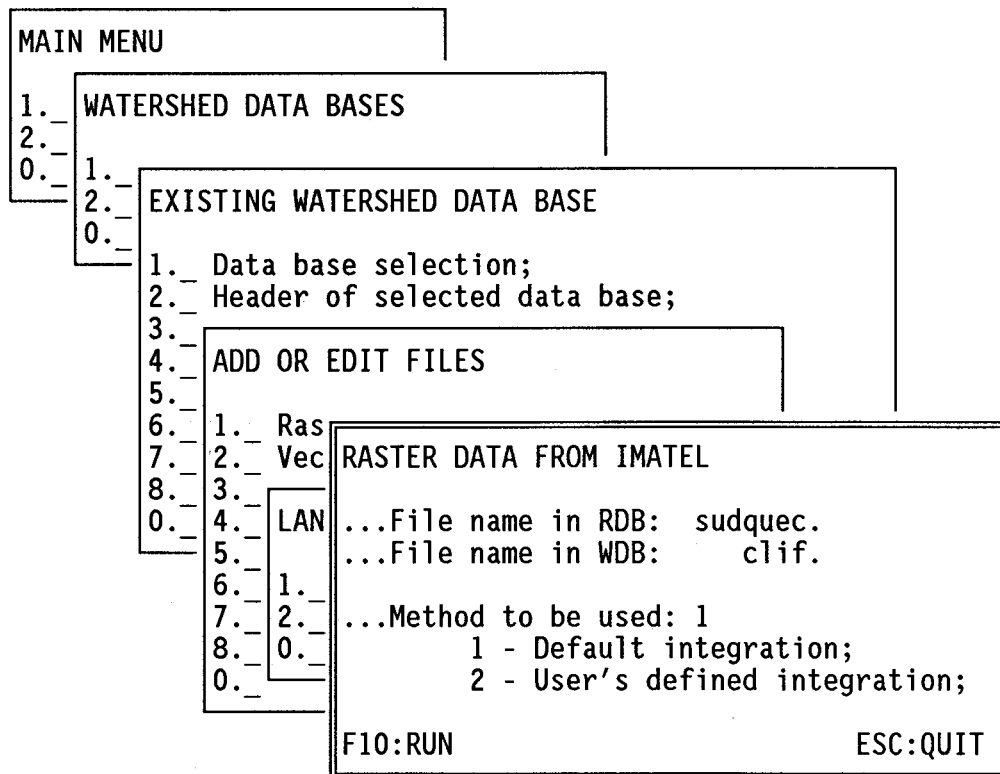 MAIN MENU
1._
2._
0._
WATERSHED DATA BASES
1._
2._
0._
EXISTING WATERSHED DATA BASE
1._ Data base selection;
2._ Header of selected data base;
3._
4._
5._
6._
7._
8._
0._
ADD OR EDIT FILES
1._ Ras
2._ Vec
3._
4._
5._
6._
7._
8._
0._
LAN
1._
2._
0._
RASTER DATA FROM IMATEL
...File name in RDB: sudquec.
...File name in WDB: clif.
...Method to be used: 1
1 - Default integration;
2 - User's defined integration;
F10:RUN ESC:QUIT